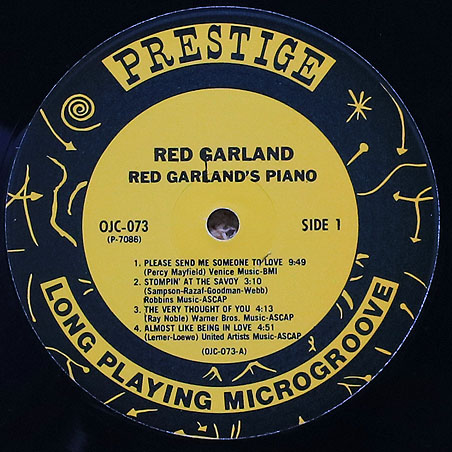 PRESTIGE
RED GARLAND
RED GARLAND'S PIANO
OJC-073
(P-7086)
SIDE 1
1. PLEASE SEND ME SOMEONE TO LOVE 9:49
(Percy Mayfield) Venice Music-BMI
2. STOMPIN' AT THE SAVOY 3:10
(Sampson-Razaf-Goodman-Webb)
Robbins Music-ASCAP
3. THE VERY THOUGHT OF YOU 4:13
(Ray Noble) Warner Bros. Music-ASCAP
4. ALMOST LIKE BEING IN LOVE 4:51
(Lerner-Loewe) United Artists Music-ASCAP
(OJC-073-A)
LONG PLAYING MICROGROOVE